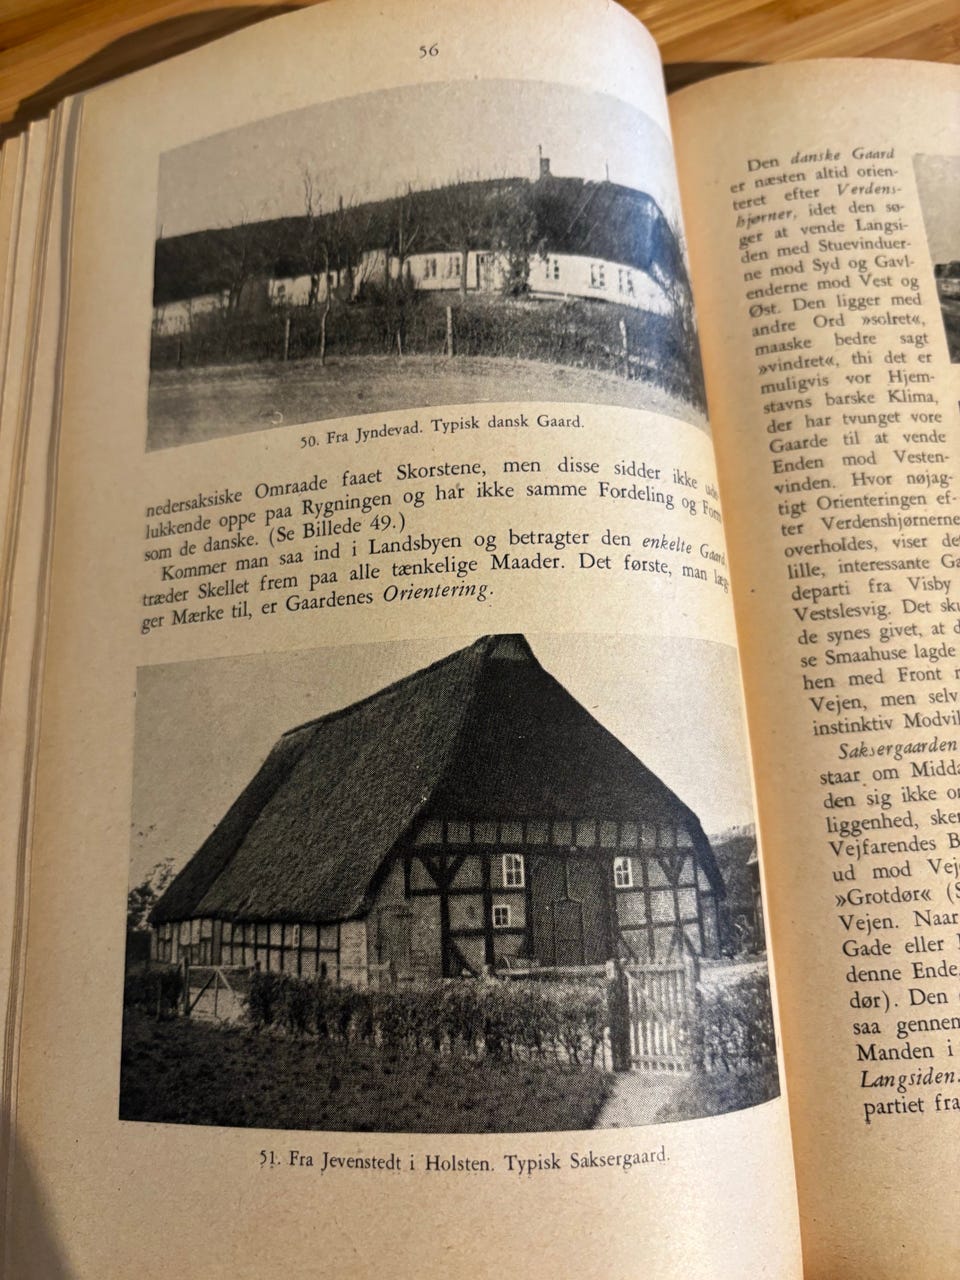 56
50. Fra Jyndevad. Typisk dansk Gaard.
nedersaksiske Omraade faaet Skorstene, men disse sidder ikke
lukkende oppe paa Rygningen og har ikke samme Fordeling og Form
som de danske. (Se Billede 49.)
Kommer man saa ind i Landsbyen og betragter den enkelte Gaard
træder Skellet frem paa alle tænkelige Maader. Det første, man læg-
ger Mærke til, er Gaardenes Orientering.
51. Fra Jevenstedt i Holsten. Typisk Saksergaard.
Den danske Gaard
er næsten altid orien-
teret efter Verdens-
hjørner, idet den sø-
ger at vende Langsi-
den med Stuevinduer-
ne mod Syd og Gavl-
enderne mod Vest og
Øst. Den ligger med
andre Ord »solret«,
maaske bedre sagt
»vindret«, thi det er
muligvis vor Hjem-
stavns barske Klima,
der har tvunget vore
Gaarde til at vende
Enden mod Vesten-
vinden. Hvor nøjag-
tigt Orienteringen ef-
ter Verdenshjørnerne
overholdes, viser
lille, interessante
departi fra Visby
Vestslesvig. Det
de synes givet, at
se Smaahuse lagde
hen med Front
Vejen, men selv
instinktiv
Saksergaarden
staar om
den sig ikke
liggenhed,
Vejfarendes
ud mod
»Grotdør«
Vejen. Naar
Gade eller
denne Ende,
dør). Den
saa
Manden i
Langsiden.
partiet fra